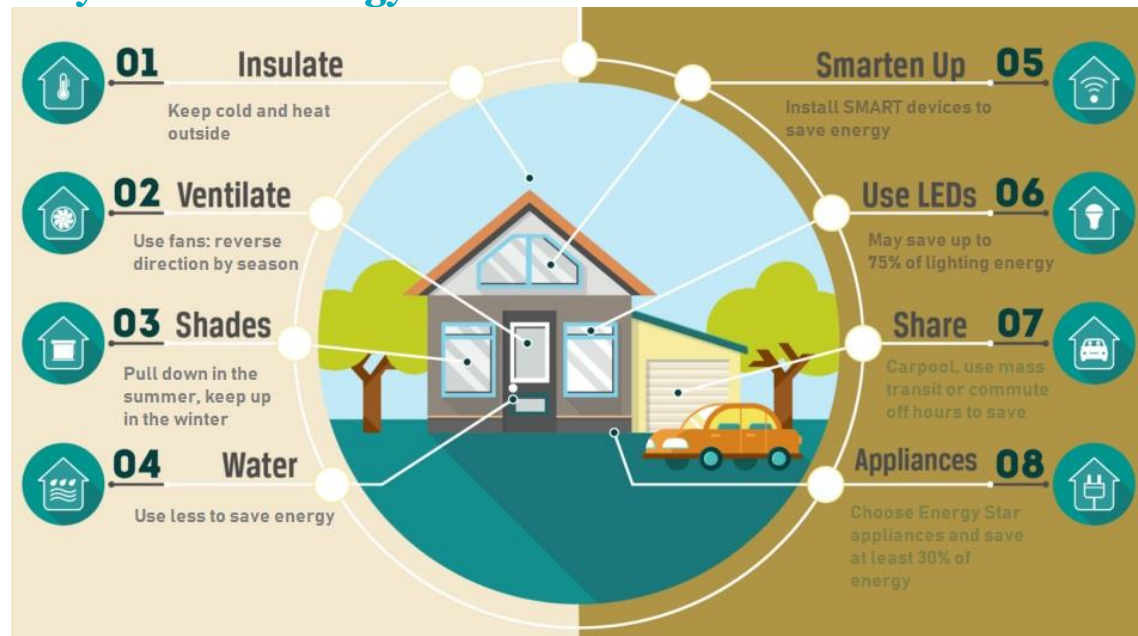 01 Insulate
Keep cold and heat
outside
02 Ventilate
Use fans: reverse
direction by season
03 Shades
Pull down in the
summer, keep up
in the winter
04 Water
Use less to save energy
Smarten Up 05
Install SMART devices to
save energy
Use LEDs 06
May save up to
75% of lighting energy
Share 07
Carpool, use mass
transit or commute
off hours to save
Appliances 08
Choose Energy Star
appliances and save
at least 30% of
energy